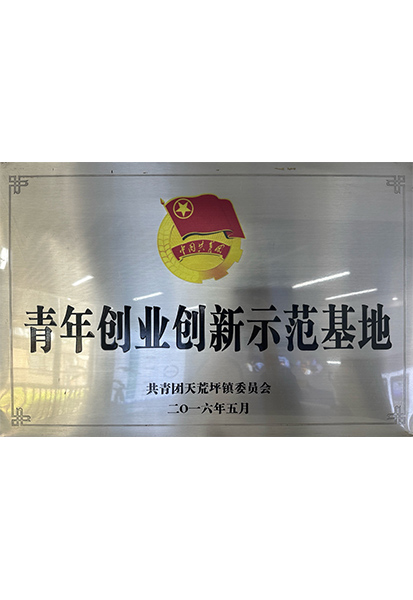 中国共青团
青年创业创新示范基地
共青团天荒坪镇委员会
二〇一六年五月